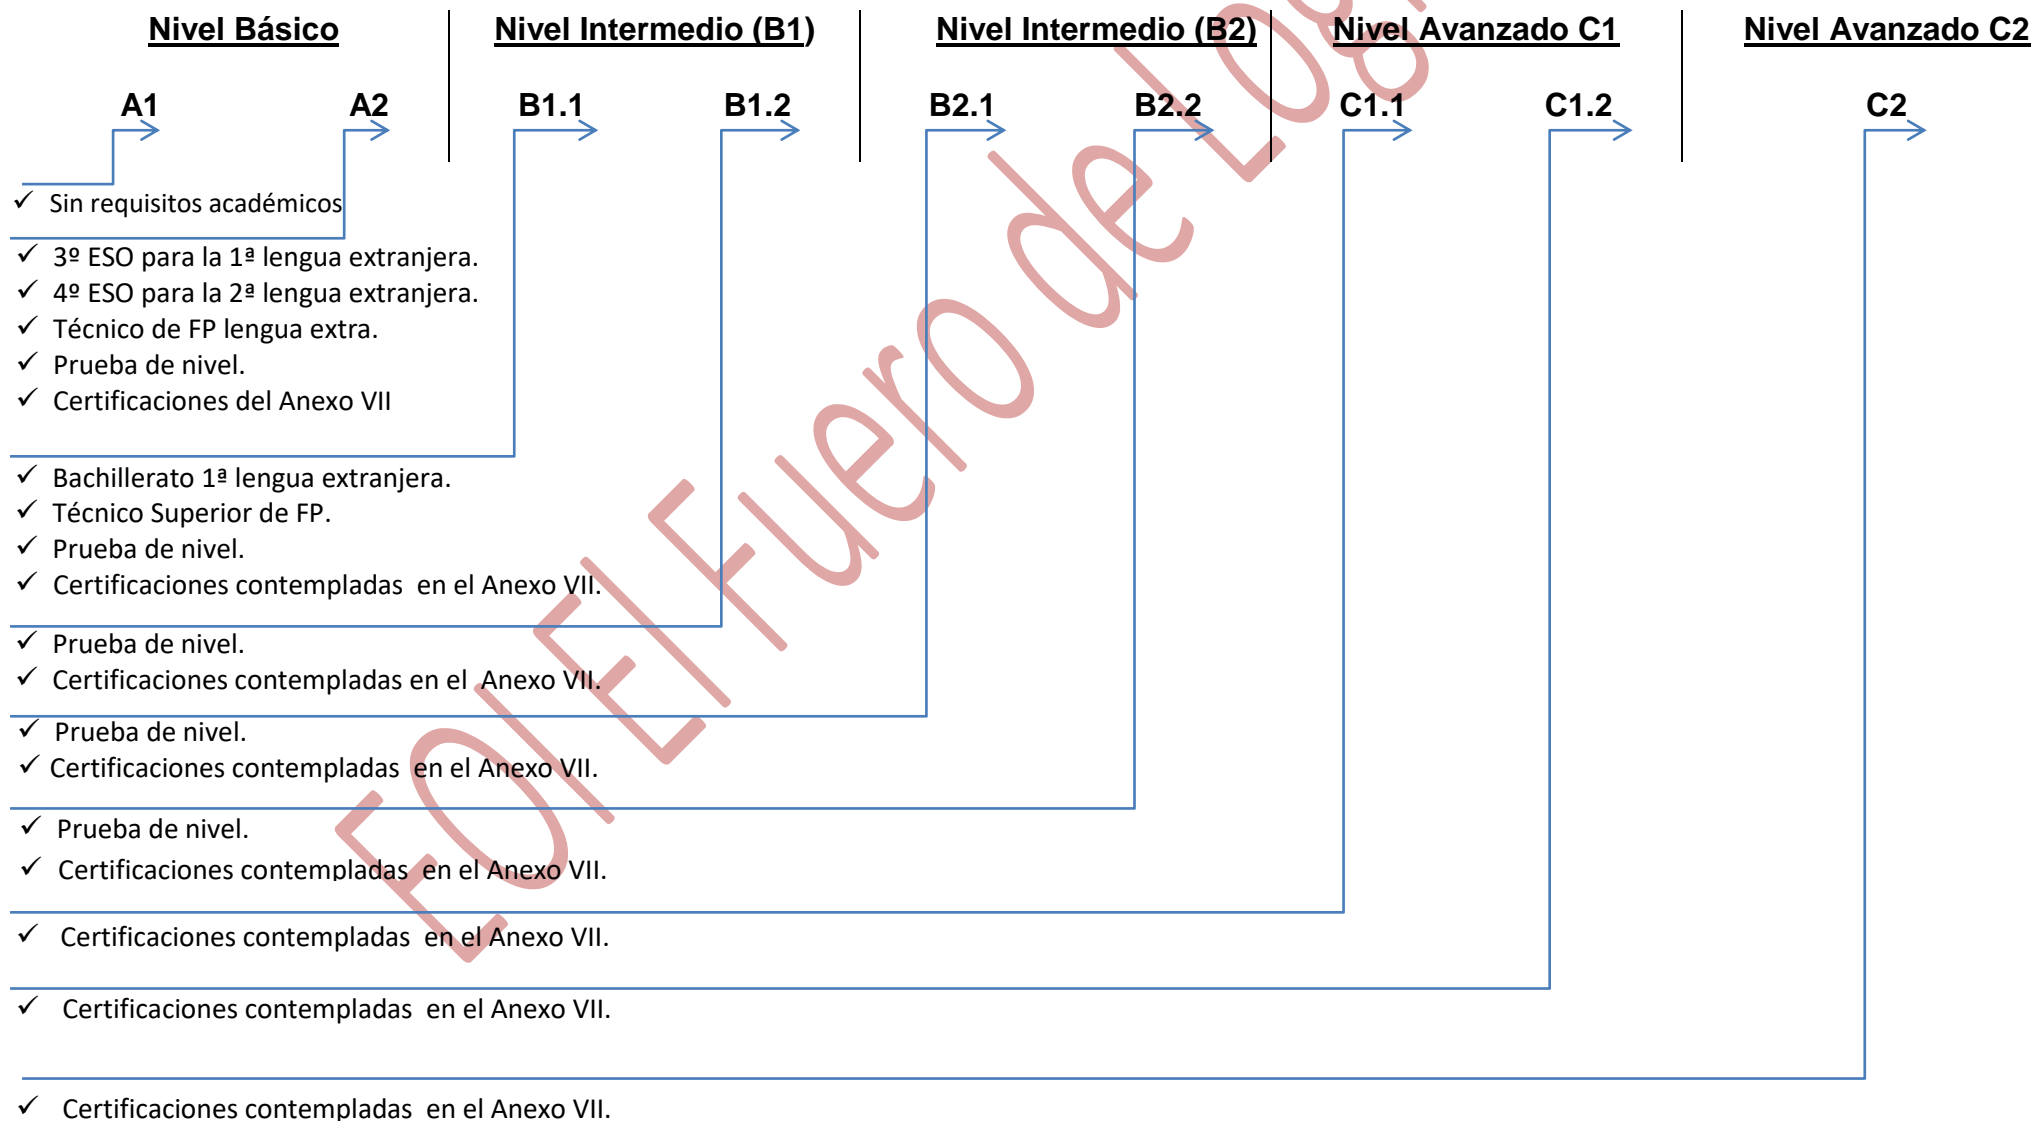 Nivel Básico
Nivel Intermedio (B1)
Nivel Intermedio (B2)
Nivel Avanzado C1
Nivel Avanzado C2
A1
A2
B1.1
B1.2
B2.1
B2.2
C1.1
C1.2
C2
✓ Sin requisitos académicos
✓ 3º ESO para la 1ª lengua extranjera.
✓ 4º ESO para la 2ª lengua extranjera.
✓ Técnico de FP lengua extra.
✓ Prueba de nivel.
✓ Certificaciones del Anexo VII
✓ Bachillerato 1ª lengua extranjera.
✓ Técnico Superior de FP.
✓ Prueba de nivel.
✓ Certificaciones contempladas en el Anexo VII.
✓ Prueba de nivel.
✓ Certificaciones contempladas en el Anexo VII.
✓ Prueba de nivel.
✓ Certificaciones contempladas en el Anexo VII.
✓ Prueba de nivel.
✓ Certificaciones contempladas en el Anexo VII.
✓ Certificaciones contempladas en el Anexo VII.
✓ Certificaciones contempladas en el Anexo VII.
✓ Certificaciones contempladas en el Anexo VII.
EOI El Fuero de